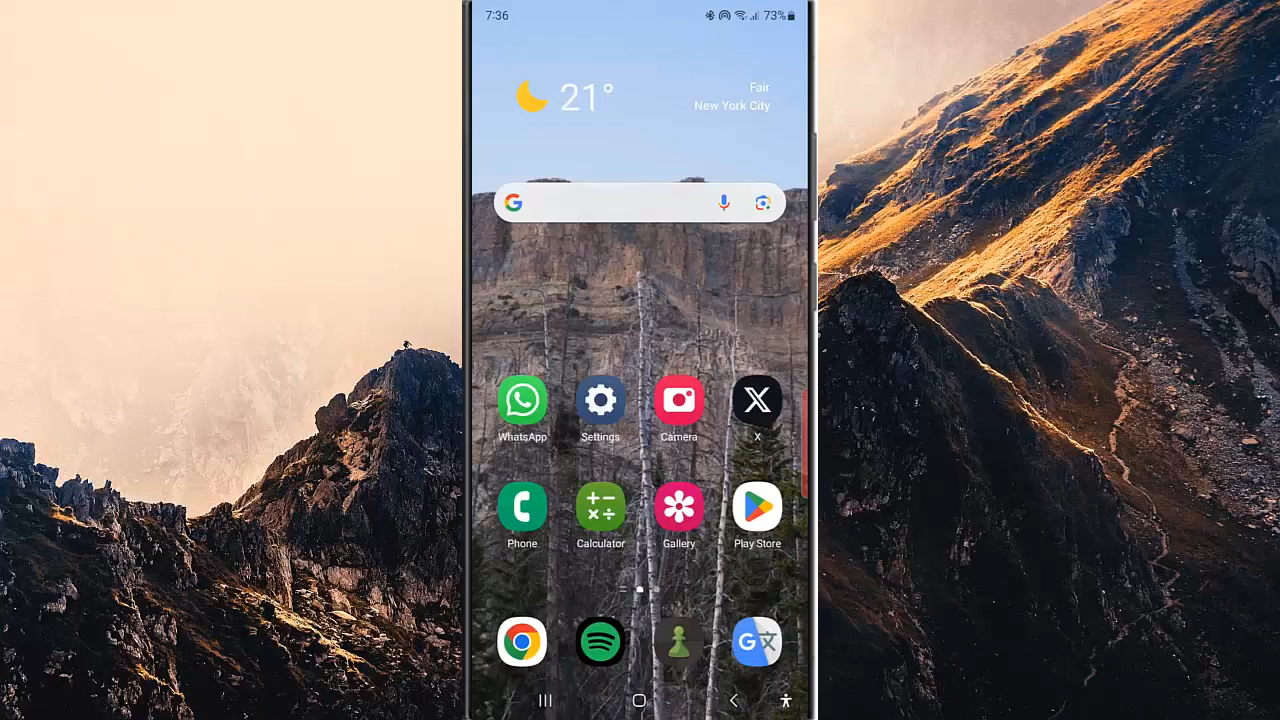 7:36
73%
21°
Fair
New York City
WhatsApp
Settings
Camera
X
Phone
Calculator
Gallery
Play Store